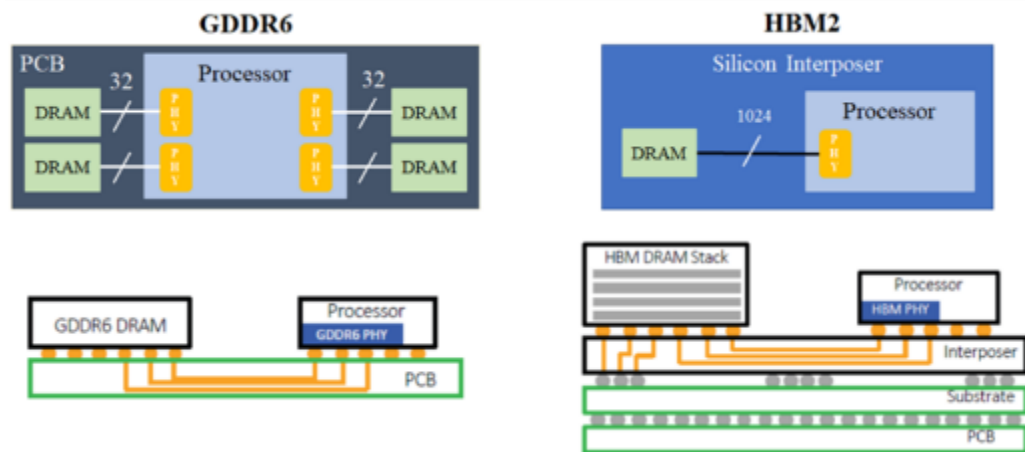 GDDR6
PCB
Processor
32
32
DRAM
PHY
PHY
DRAM
DRAM
PHY
PHY
DRAM
HBM2
Silicon Interposer
Processor
1024
DRAM
PHY
GDDR6 DRAM
Processor
GDDR6 PHY
PCB
HBM DRAM Stack
Processor
HBM PHY
Interposer
Substrate
PCB